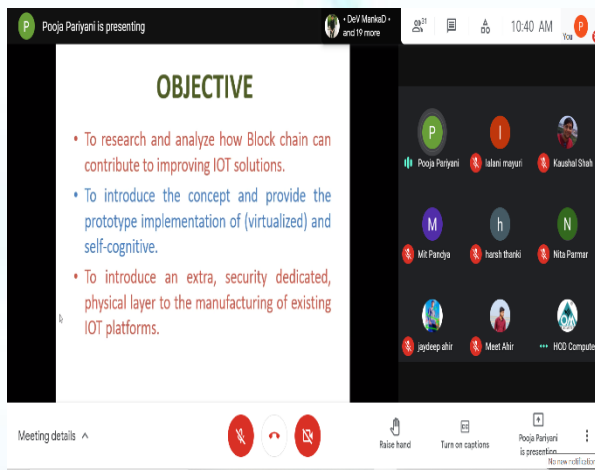 P Pooja Pariyani is presenting
• DeV MankaD •
and 19 more
31
10:40 AM
You
P
OBJECTIVE
• To research and analyze how Block chain can
contribute to improving IOT solutions.
• To introduce the concept and provide the
prototype implementation of (virtualized) and
self-cognitive.
• To introduce an extra, security dedicated,
physical layer to the manufacturing of existing
IOT platforms.
P
l
Pooja Pariyani
lalani mayuri
Kaushal Shah
M
h
N
Mit Pandya
harsh thanki
Nita Parmar
jaydeep ahir
Meet Ahir
HOD Compute
Meeting details
Raise hand
Turn on captions
Pooja Pariyani
is presenting
No new notification